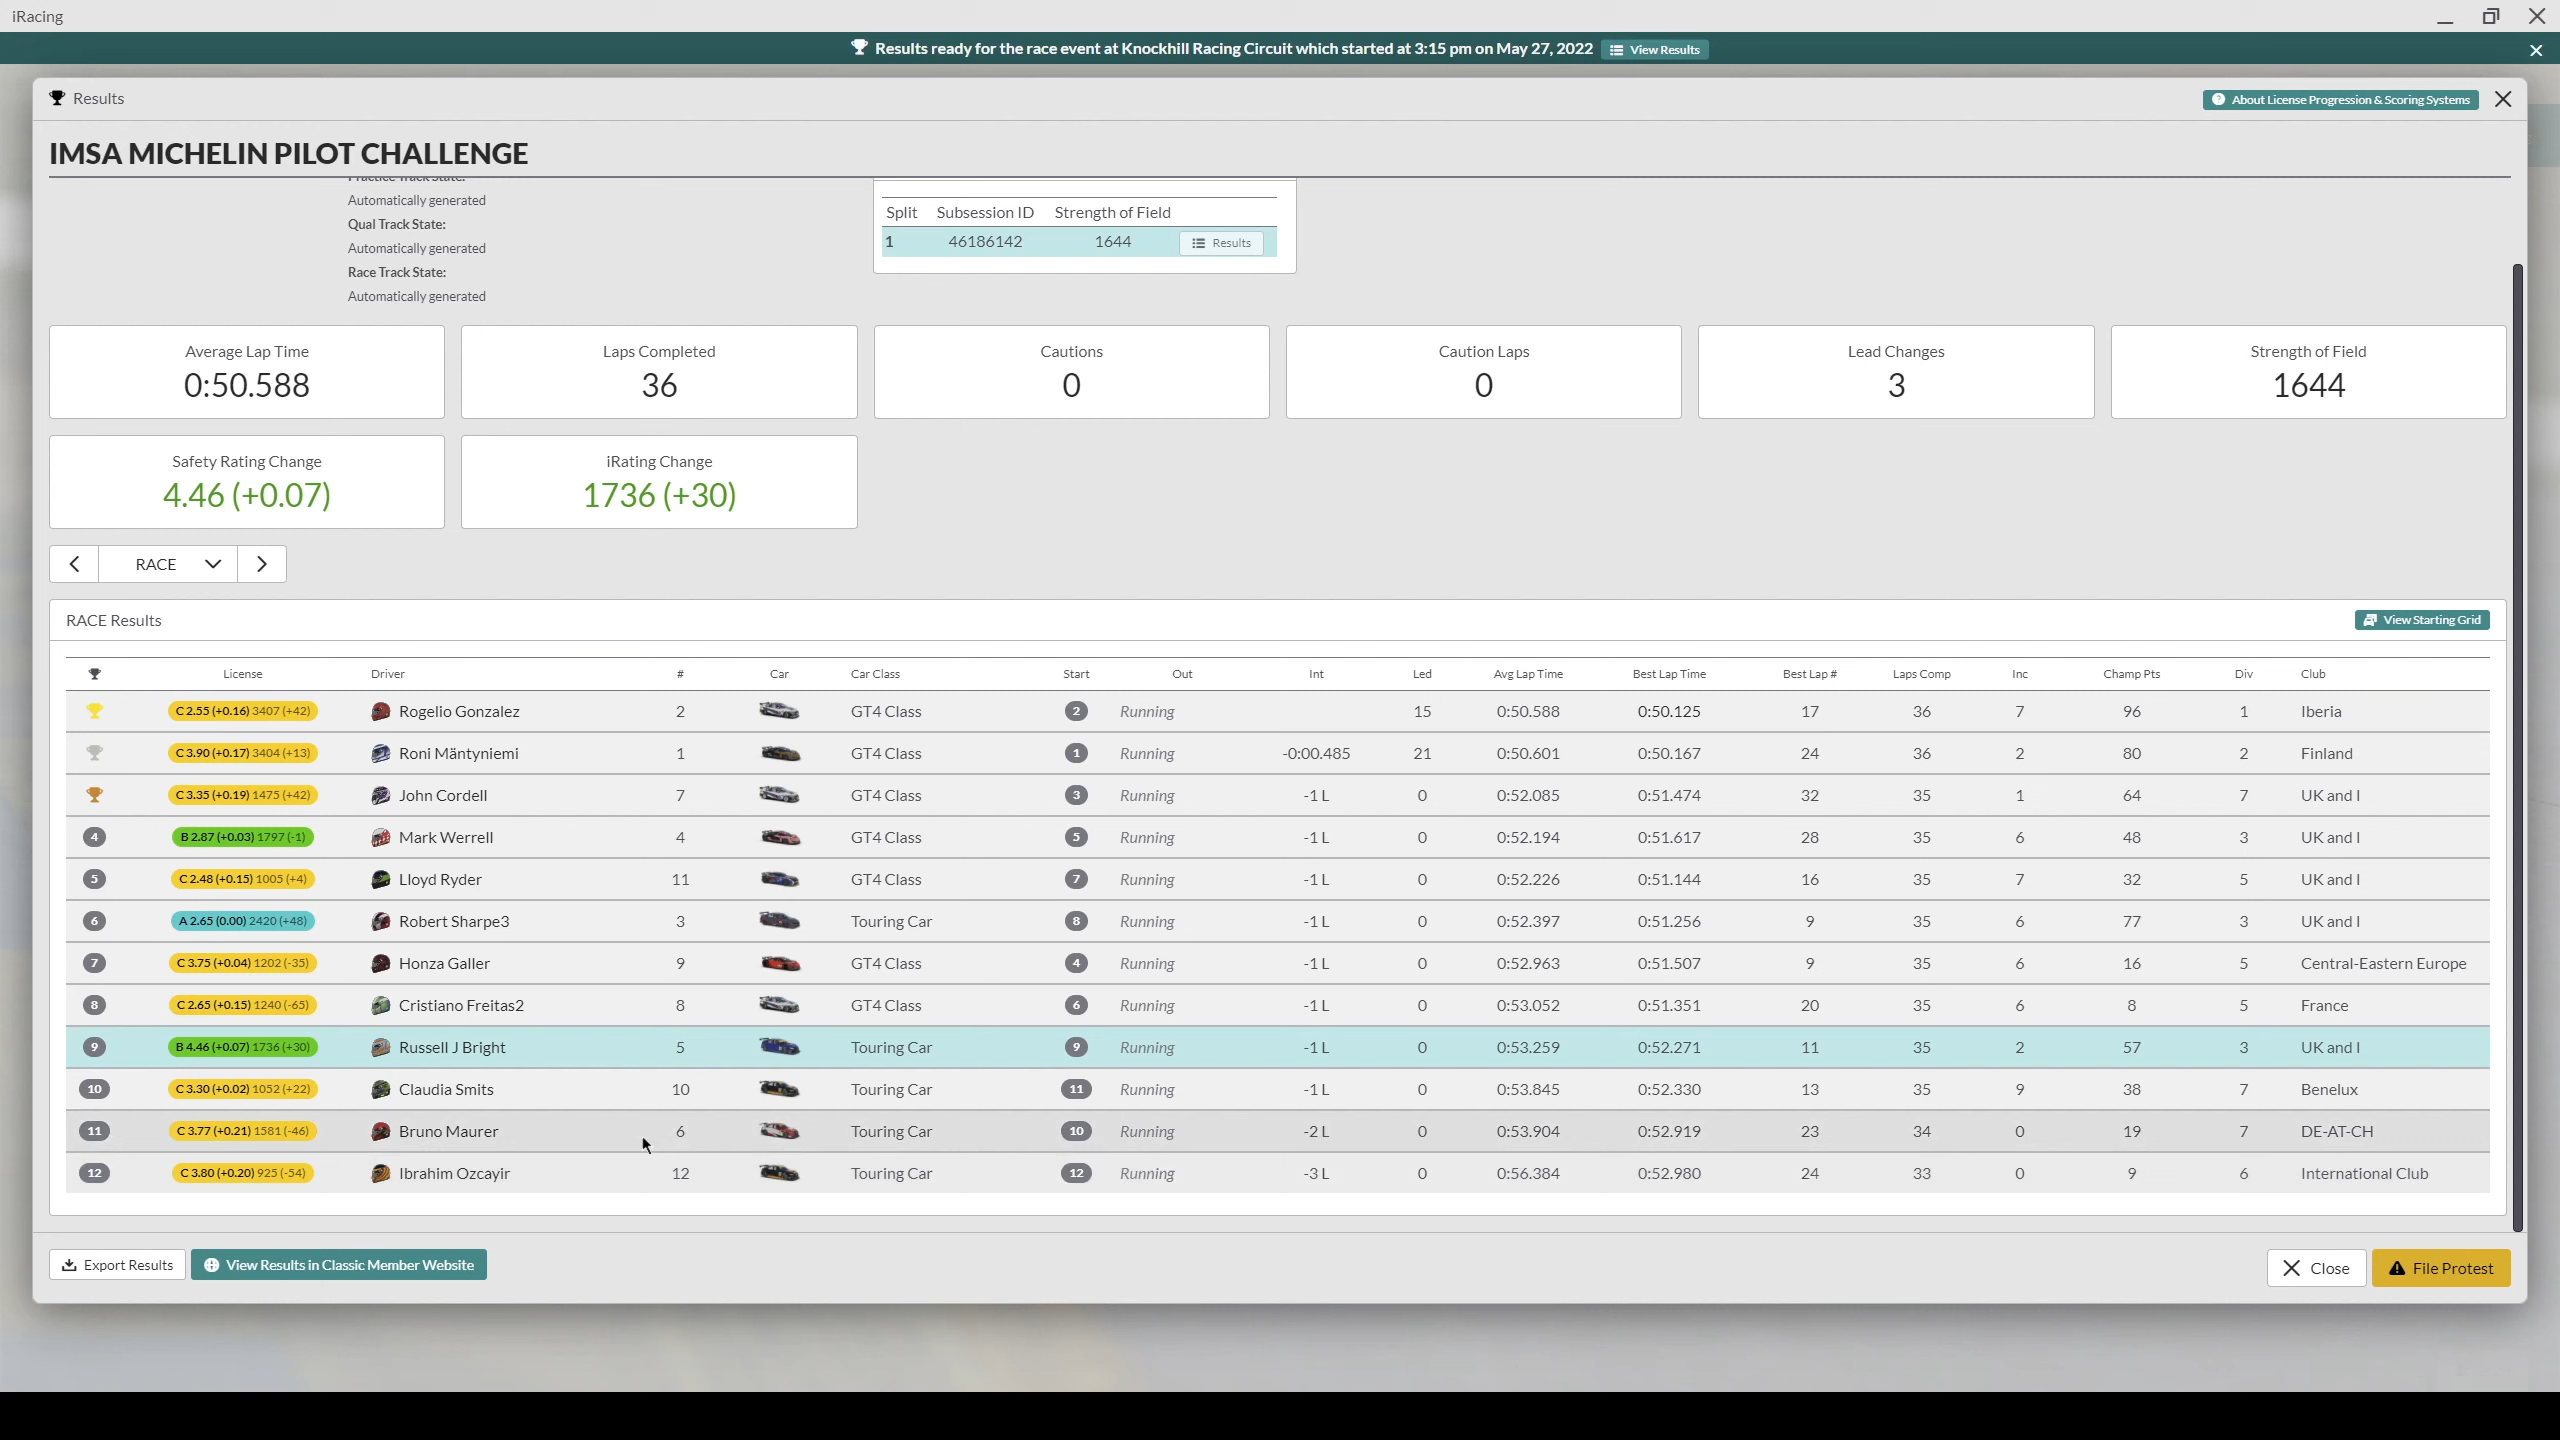 iRacing
Results ready for the race event at Knockhill Racing Circuit which started at 3:15 pm on May 27, 2022 View Results
Results About License Progression & Scoring Systems
IMSA MICHELIN PILOT CHALLENGE
Practice Track State:
Automatically generated
Qual Track State:
Automatically generated
Race Track State:
Automatically generated
Split Subsession ID Strength of Field
1 46186142 1644 Results
Average Lap Time Laps Completed Cautions Caution Laps Lead Changes Strength of Field
0:50.588 36 0 0 3 1644
Safety Rating Change iRating Change
4.46 (+0.07) 1736 (+30)
RACE
RACE Results View Starting Grid
License Driver # Car Car Class Start Out Int Led Avg Lap Time Best Lap Time Best Lap # Laps Comp Inc Champ Pts Div Club
C 2.55 (+0.16) 3407 (+42) Rogelio Gonzalez 2 GT4 Class 2 Running 15 0:50.588 0:50.125 17 36 7 96 1 Iberia
C 3.90 (+0.17) 3404 (+13) Roni Mäntyniemi 1 GT4 Class 1 Running -0:00.485 21 0:50.601 0:50.167 24 36 2 80 2 Finland
C 3.35 (+0.19) 1475 (+42) John Cordell 7 GT4 Class 3 Running -1 L 0 0:52.085 0:51.474 32 35 1 64 7 UK and I
4 B 2.87 (+0.03) 1797 (-1) Mark Werrell 4 GT4 Class 5 Running -1 L 0 0:52.194 0:51.617 28 35 6 48 3 UK and I
5 C 2.48 (+0.15) 1005 (+4) Lloyd Ryder 11 GT4 Class 7 Running -1 L 0 0:52.226 0:51.144 16 35 7 32 5 UK and I
6 A 2.65 (0.00) 2420 (+48) Robert Sharpe3 3 Touring Car 8 Running -1 L 0 0:52.397 0:51.256 9 35 6 77 3 UK and I
7 C 3.75 (+0.04) 1202 (-35) Honza Galler 9 GT4 Class 4 Running -1 L 0 0:52.963 0:51.507 9 35 6 16 5 Central-Eastern Europe
8 C 2.65 (+0.15) 1240 (-65) Cristiano Freitas2 8 GT4 Class 6 Running -1 L 0 0:53.052 0:51.351 20 35 6 8 5 France
9 B 4.46 (+0.07) 1736 (+30) Russell J Bright 5 Touring Car 9 Running -1 L 0 0:53.259 0:52.271 11 35 2 57 3 UK and I
10 C 3.30 (+0.02) 1052 (+22) Claudia Smits 10 Touring Car 11 Running -1 L 0 0:53.845 0:52.330 13 35 9 38 7 Benelux
11 C 3.77 (+0.21) 1581 (-46) Bruno Maurer 6 Touring Car 10 Running -2 L 0 0:53.904 0:52.919 23 34 0 19 7 DE-AT-CH
12 C 3.80 (+0.20) 925 (-54) Ibrahim Ozcayir 12 Touring Car 12 Running -3 L 0 0:56.384 0:52.980 24 33 0 9 6 International Club
Export Results View Results in Classic Member Website Close File Protest